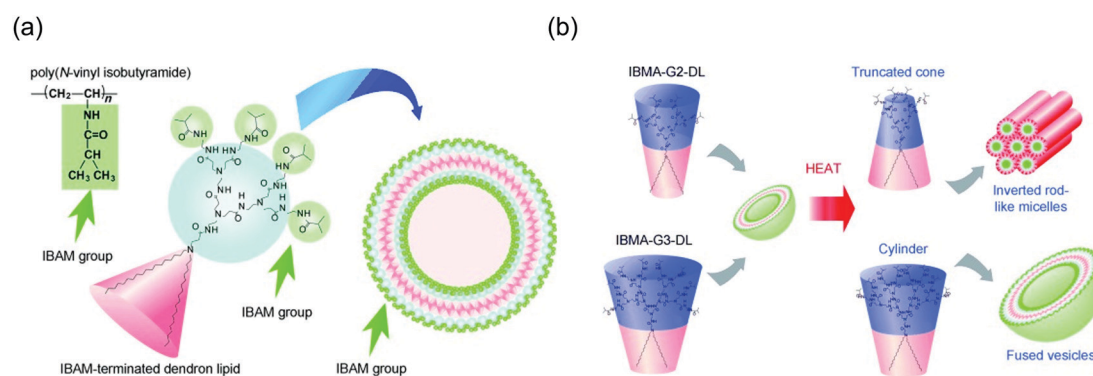 (a)
poly(N-vinyl isobutyramide)
—(CH2—CH)n—
NH
C=O
CH
CH3 CH3
IBAM group
IBAM group
IBAM-terminated dendron lipid
IBAM group
(b)
IBMA-G2-DL
IBMA-G3-DL
HEAT
Truncated cone
Inverted rod-
like micelles
Cylinder
Fused vesicles